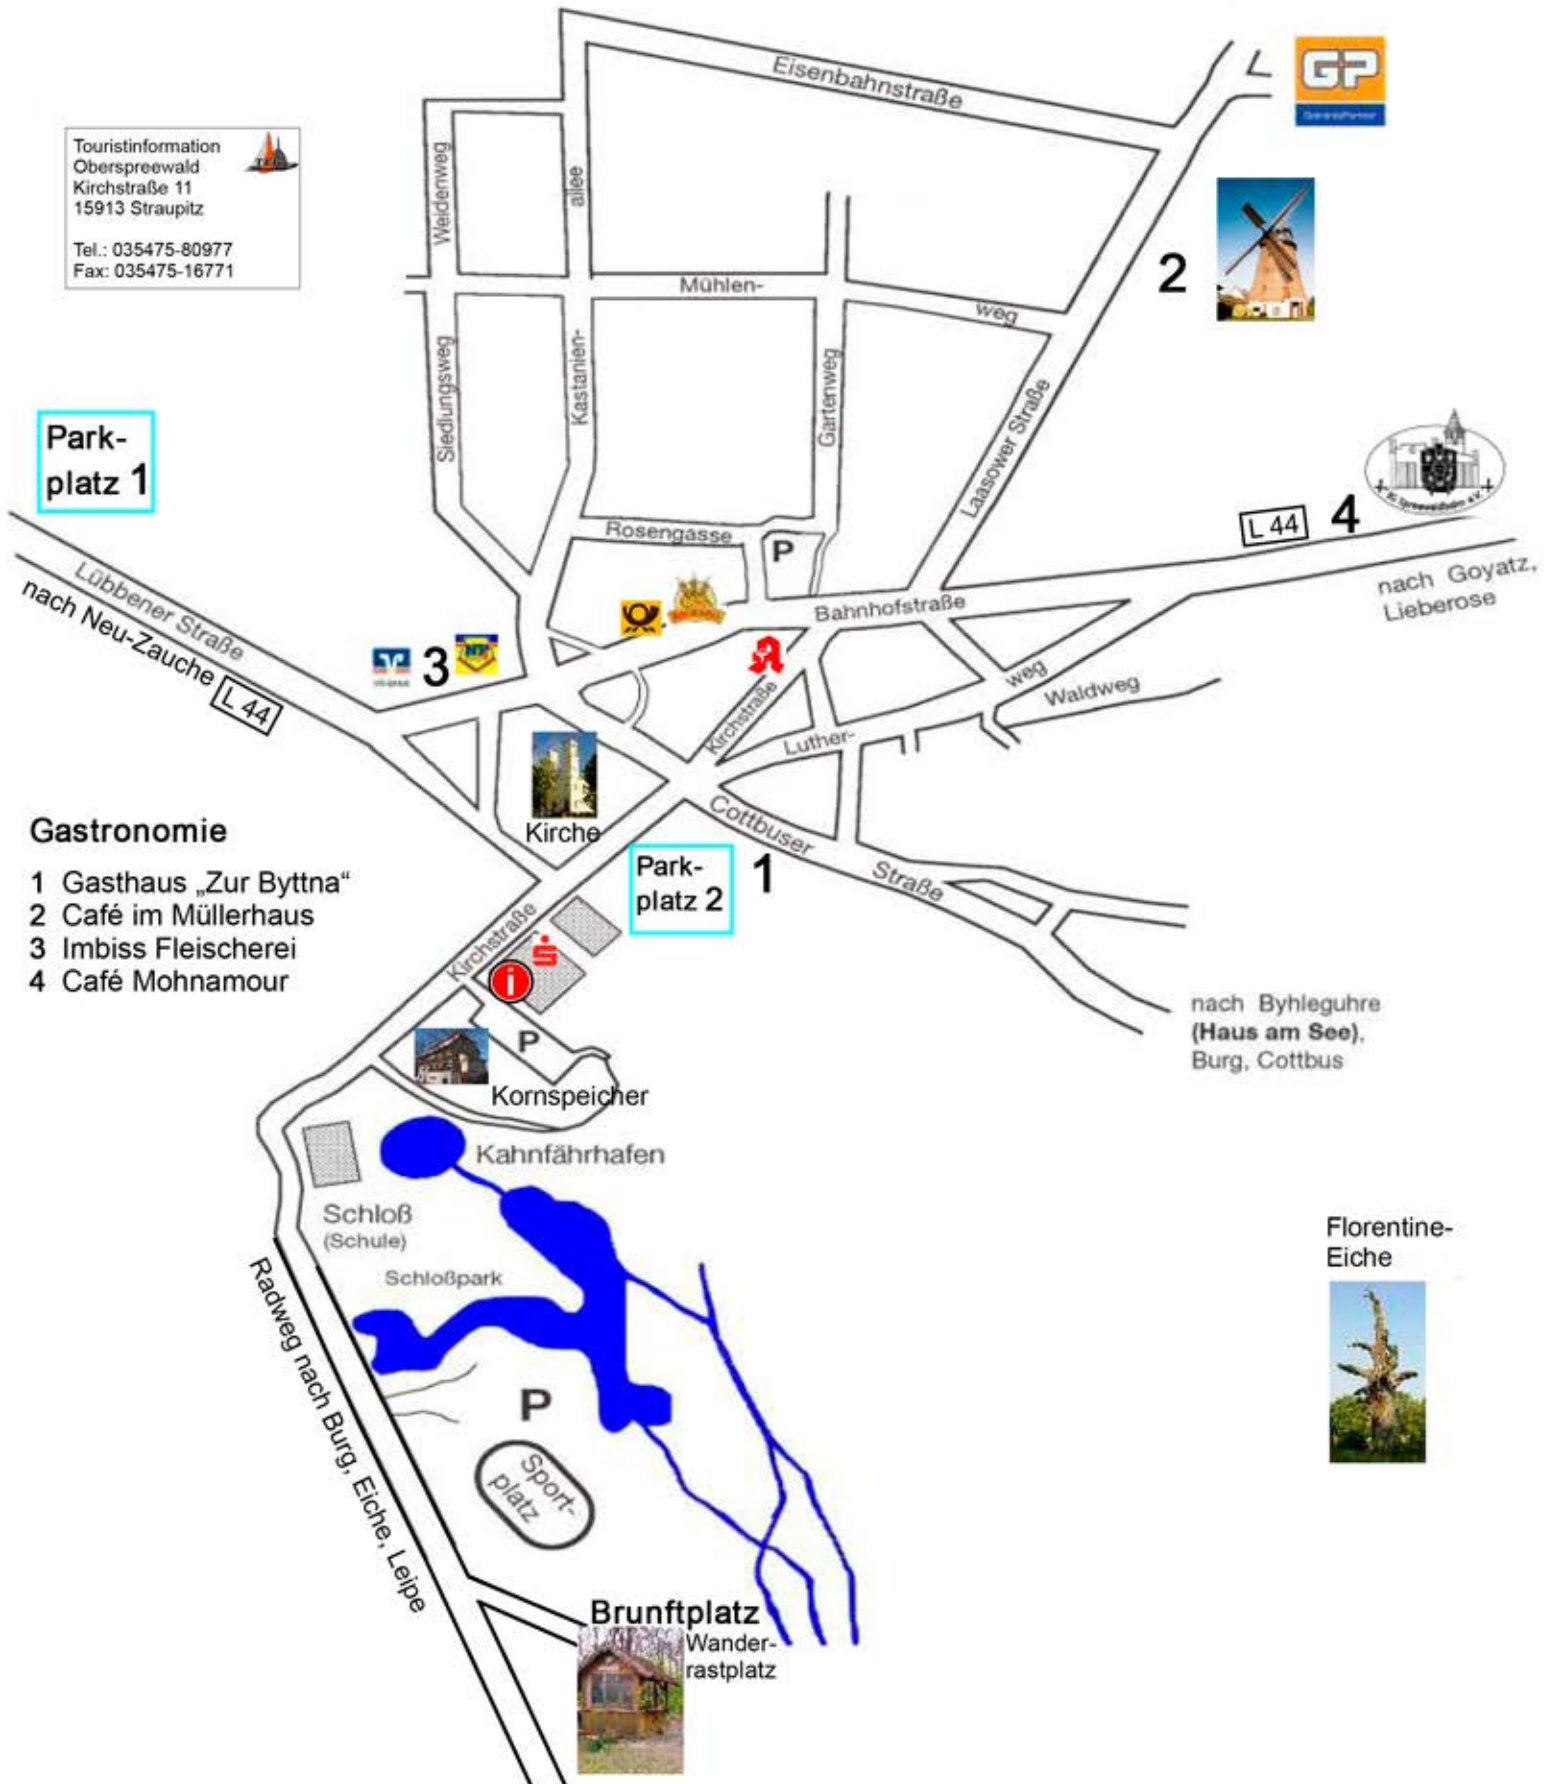 Eisenbahnstraße
GP
Touristinformation
Oberspreewald
Kirchstraße 11
15913 Straupitz
Tel.: 035475-80977
Fax: 035475-16771
Weidenweg
allee
2
Mühlen-
weg
Siedlungsweg
Kastanien-
Gartenweg
Laasower Straße
Park-
platz 1
L 44
4
Rosengasse
P
Bahnhofstraße
nach Goyatz,
Lieberose
Lübbener Straße
nach Neu-Zauche
L 44
3
Kirchstraße
weg
Waldweg
Luther-
Kirche
Cottbuser
Straße
Gastronomie
1 Gasthaus „Zur Byttna“
2 Café im Müllerhaus
3 Imbiss Fleischerei
4 Café Mohnamour
Park-
platz 2
1
Kirchstraße
i
P
Kornspeicher
nach Byhleguhre
(Haus am See),
Burg, Cottbus
Kahnfährhafen
Schloß
(Schule)
Schloßpark
Florentine-
Eiche
Radweg nach Burg, Eiche, Leipe
P
Sport-
platz
Brunftplatz
Wander-
rastplatz